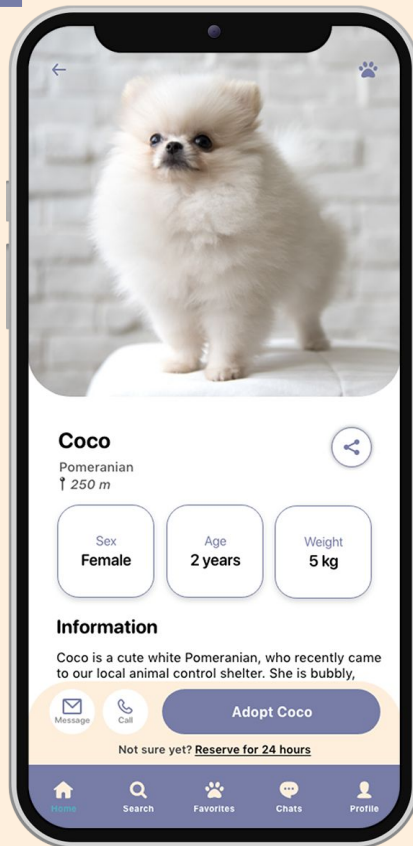 Coco
Pomeranian
250 m
Sex
Female
Age
2 years
Weight
5 kg
Information
Coco is a cute white Pomeranian, who recently came
to our local animal control shelter. She is bubbly,
Message
Call
Adopt Coco
Not sure yet? Reserve for 24 hours
Home
Search
Favorites
Chats
Profile